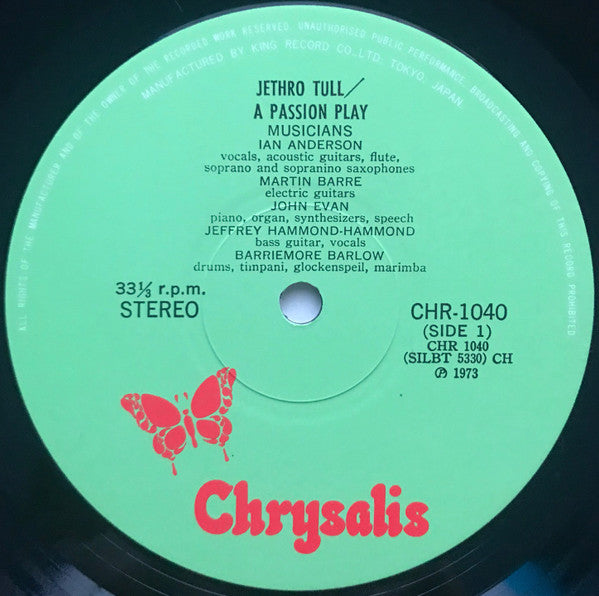 ALL RIGHTS OF THE MANUFACTURER AND OF THE OWNER OF THE RECORDED WORK RESERVED. UNAUTHORISED PUBLIC PERFORMANCE, BROADCASTING AND COPYING OF THIS RECORD PROHIBITED
MANUFACTURED BY KING RECORD CO., LTD. TOKYO, JAPAN.
JETHRO TULL/
A PASSION PLAY
MUSICIANS
IAN ANDERSON
vocals, acoustic guitars, flute,
soprano and sopranino saxophones
MARTIN BARRE
electric guitars
JOHN EVAN
piano, organ, synthesizers, speech
JEFFREY HAMMOND-HAMMOND
bass guitar, vocals
BARRIEMORE BARLOW
drums, timpani, glockenspeil, marimba
33⅓ r.p.m.
STEREO
CHR-1040
(SIDE 1)
CHR 1040
(SILBT 5330) CH
℗ 1973
Chrysalis